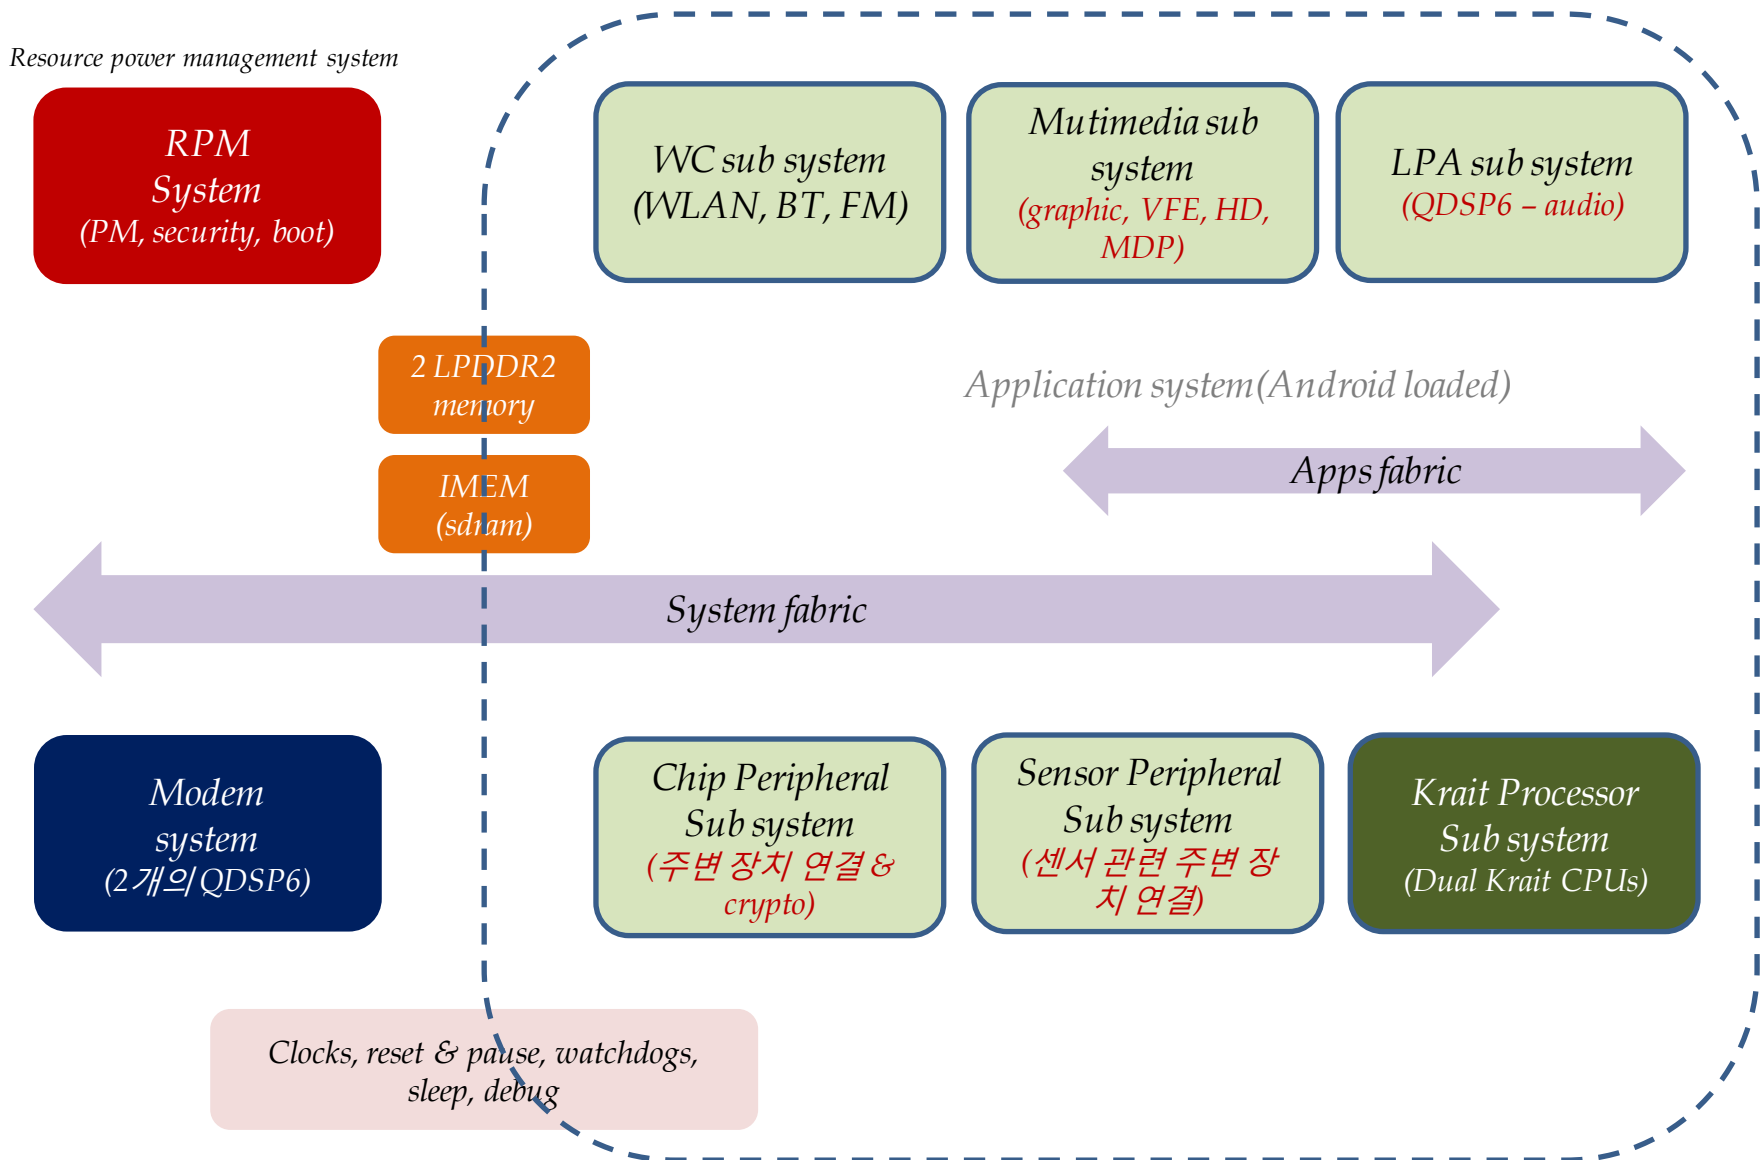 Resource power management system
RPM
System
(PM, security, boot)
WC sub system
(WLAN, BT, FM)
Mutimedia sub
system
(graphic, VFE, HD,
MDP)
LPA sub system
(QDSP6 – audio)
2 LPDDR2
memory
IMEM
(sdram)
Application system(Android loaded)
Apps fabric
System fabric
Modem
system
(2개의 QDSP6)
Chip Peripheral
Sub system
(주변 장치 연결 &
crypto)
Sensor Peripheral
Sub system
(센서 관련 주변 장
치 연결)
Krait Processor
Sub system
(Dual Krait CPUs)
Clocks, reset & pause, watchdogs,
sleep, debug